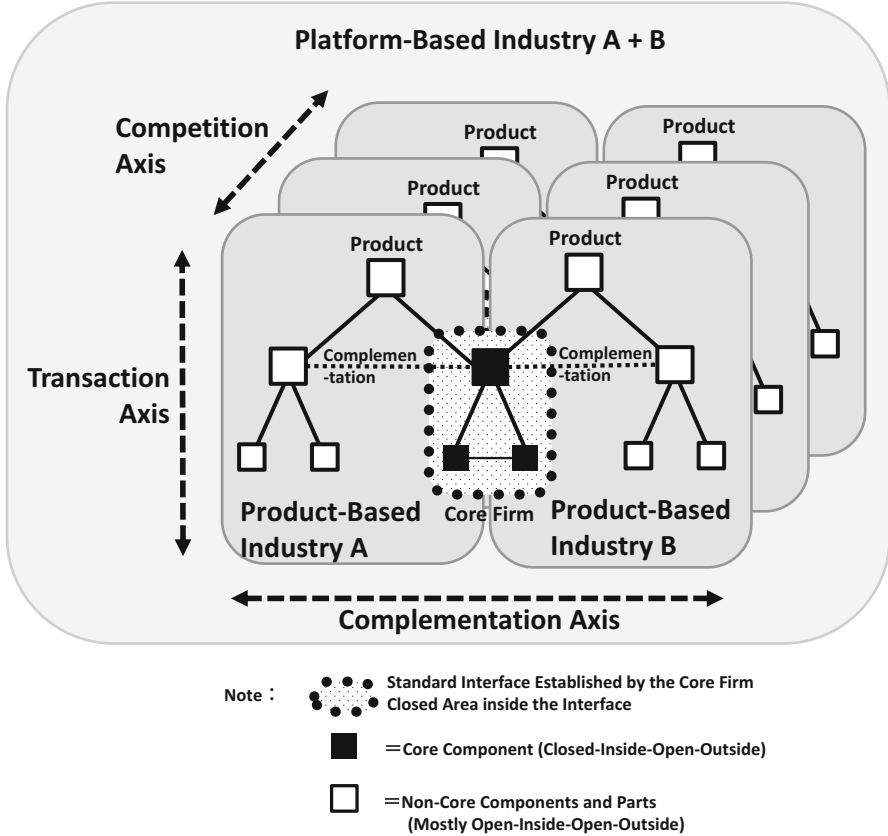 Platform-Based Industry A + B
Competition
Axis
Product
Product
Product
Product
Product
Product
Transaction
Axis
Complemen
-tation
Complemen
-tation
Core Firm
Product-Based
Industry A
Product-Based
Industry B
Complementation Axis
Note :
Standard Interface Established by the Core Firm
Closed Area inside the Interface
=Core Component (Closed-Inside-Open-Outside)
=Non-Core Components and Parts
(Mostly Open-Inside-Open-Outside)